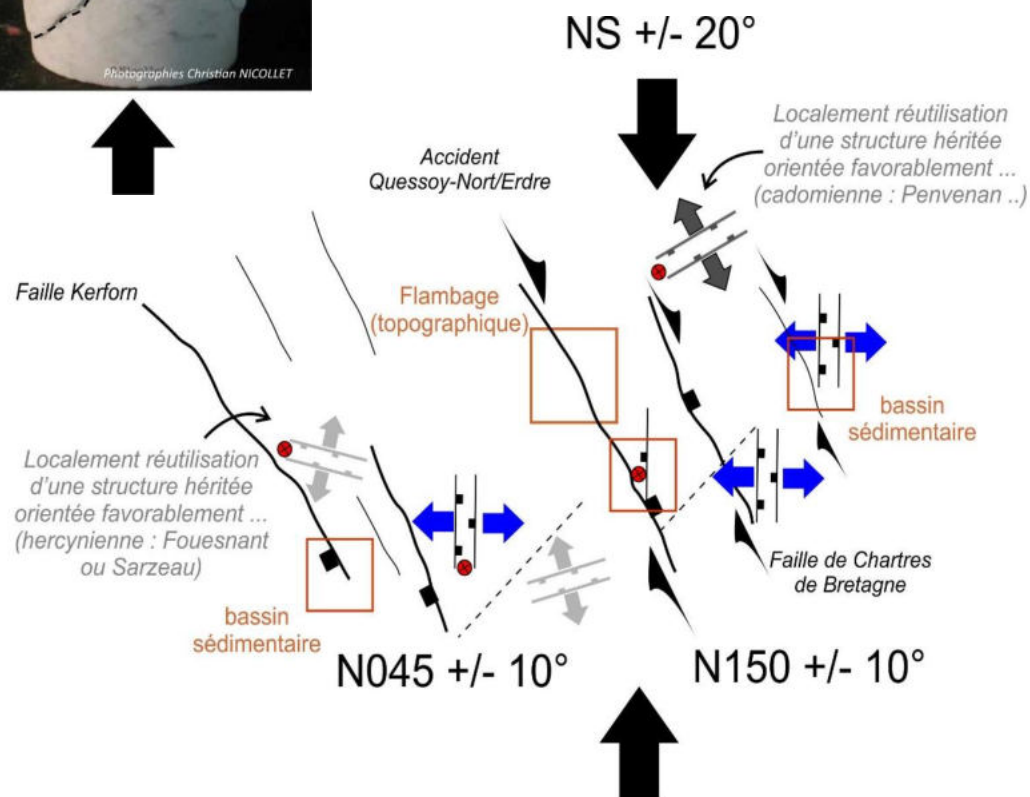 Photographies Christian NICOLLET
NS +/- 20°
Localement réutilisation
d'une structure héritée
orientée favorablement ...
(cadomienne : Penvenan ..)
Accident
Quessoy-Nort/Erdre
Faille Kerforn
Flambage
(topographique)
bassin
sédimentaire
Localement réutilisation
d'une structure héritée
orientée favorablement ...
(hercynienne : Fouesnant
ou Sarzeau)
Faille de Chartres
de Bretagne
bassin
sédimentaire
N045 +/- 10°
N150 +/- 10°